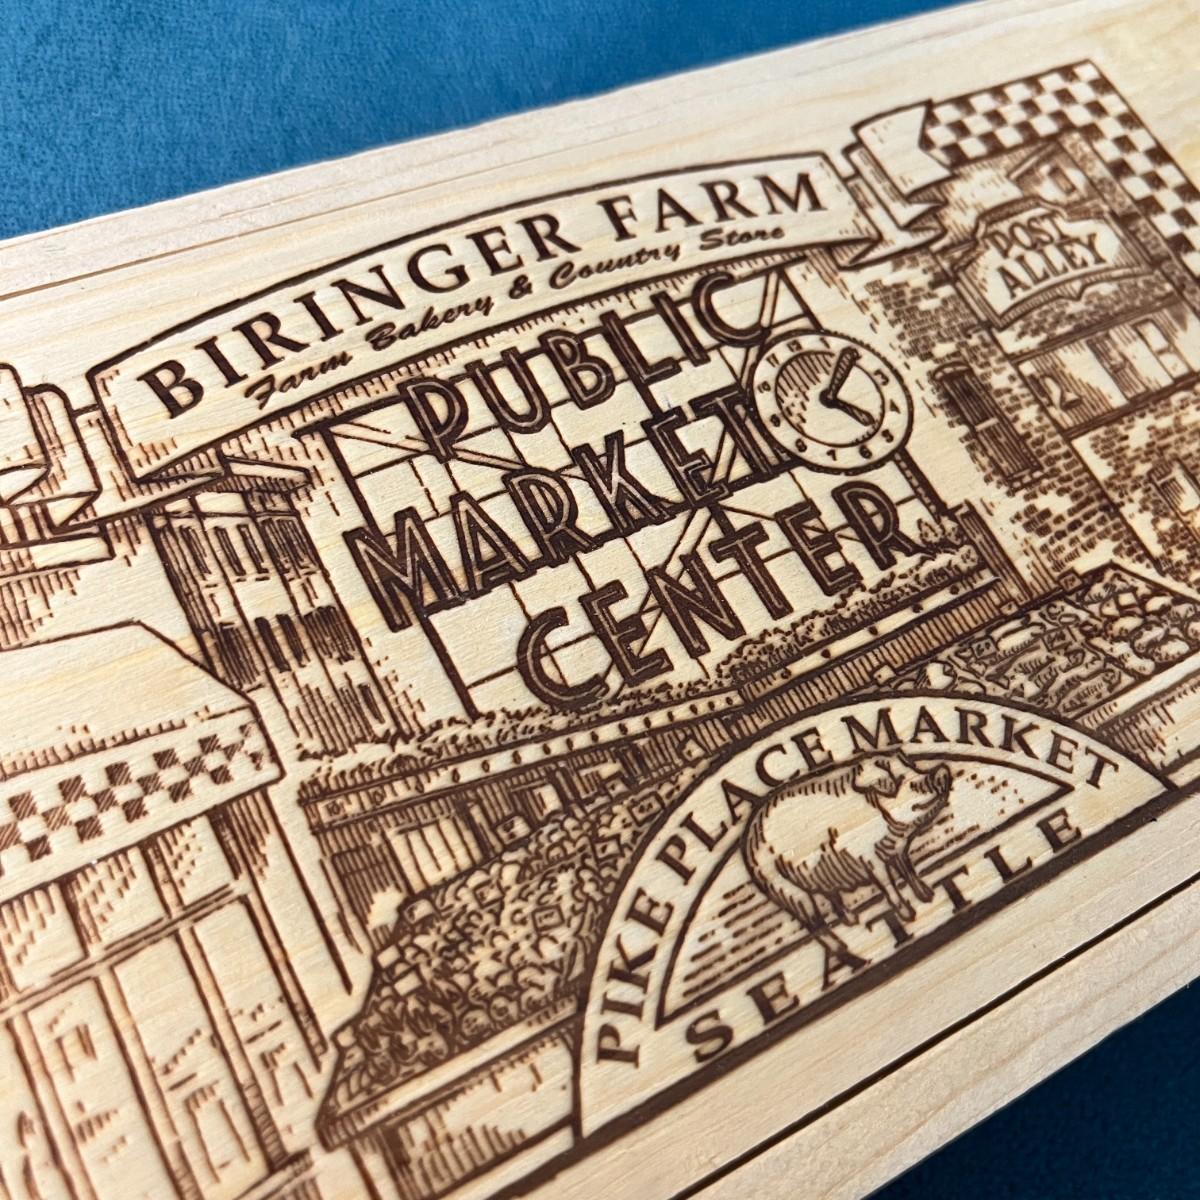 BIRINGER FARM
Farm Bakery & Country Store
PUBLIC
MARKET
CENTER
POST
ALLEY
PIKE PLACE MARKET
SEATTLE